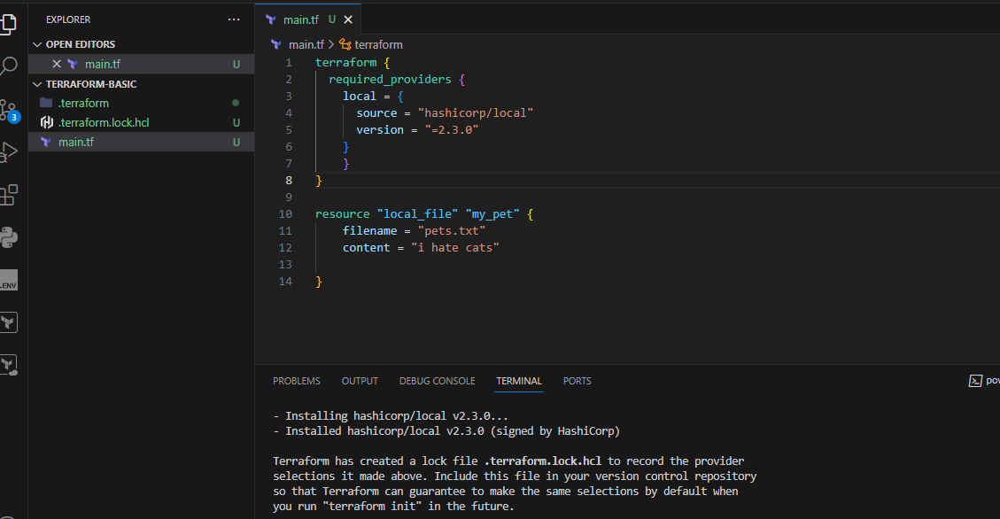 EXPLORER
...
OPEN EDITORS
main.tf U
TERRAFORM-BASIC
.terraform
.terraform.lock.hcl U
main.tf U
3
.ENV
main.tf U
main.tf > terraform
1 terraform {
2 required_providers {
3 local = {
4 source = "hashicorp/local"
5 version = "=2.3.0"
6 }
7 }
8 }
9
10 resource "local_file" "my_pet" {
11 filename = "pets.txt"
12 content = "i hate cats"
13
14 }
PROBLEMS OUTPUT DEBUG CONSOLE TERMINAL PORTS
- Installing hashicorp/local v2.3.0...
- Installed hashicorp/local v2.3.0 (signed by HashiCorp)
Terraform has created a lock file .terraform.lock.hcl to record the provider
selections it made above. Include this file in your version control repository
so that Terraform can guarantee to make the same selections by default when
you run "terraform init" in the future.